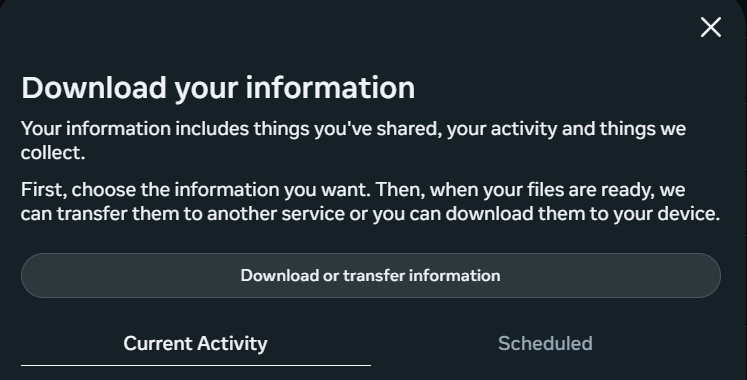 Download your information
Your information includes things you've shared, your activity and things we
collect.
First, choose the information you want. Then, when your files are ready, we
can transfer them to another service or you can download them to your device.
Download or transfer information
Current Activity
Scheduled